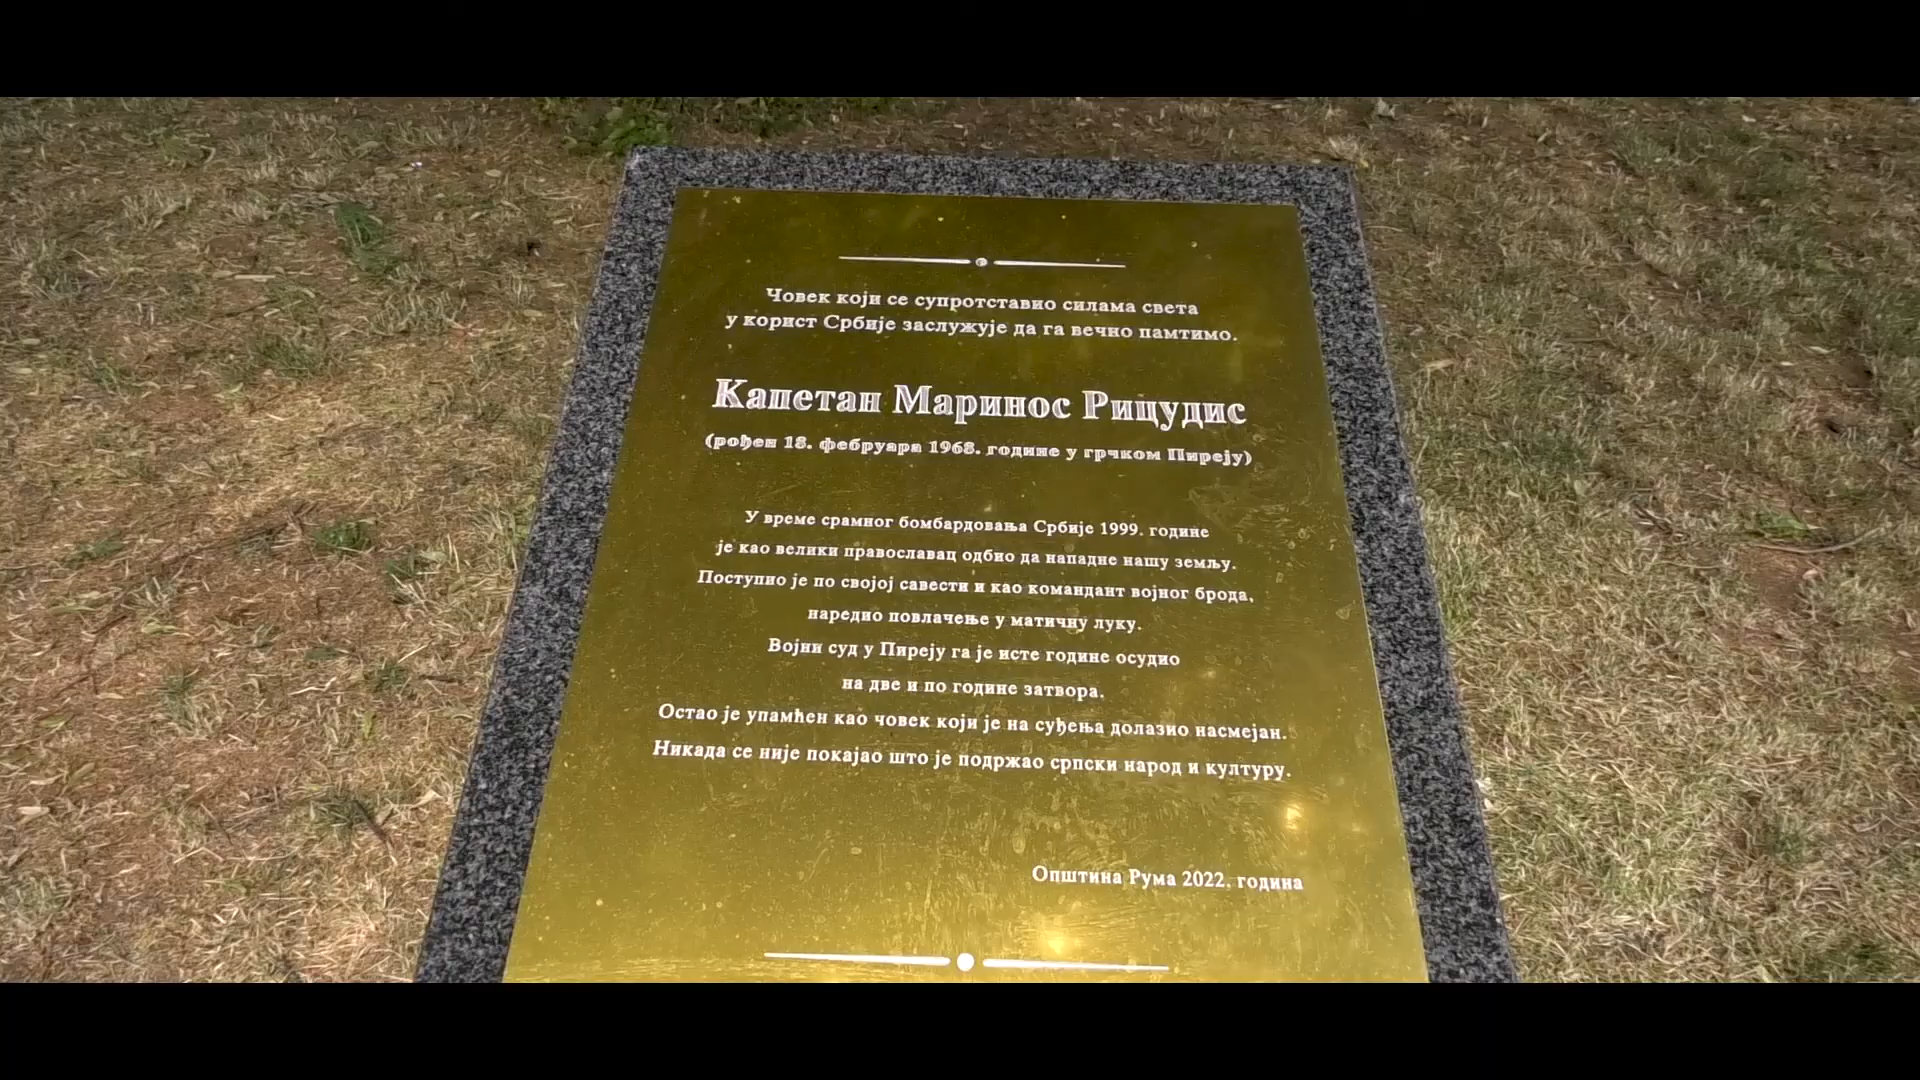 Човек који се супротставио силама света
у корист Србије заслужује да га вечно памтимо.
Капетан Маринос Рицудис
(рођен 18. фебруара 1968. године у грчком Пиреју)
У време срамног бомбардовања Србије 1999. године
је као велики православац одбио да нападне нашу земљу.
Поступио је по својој савести и као командант војног брода,
наредио повлачење у матичну луку.
Војни суд у Пиреју га је исте године осудио
на две и по године затвора.
Остао је упамћен као човек који је на суђења долазио насмејан.
Никада се није покајао што је подржао српски народ и културу.
Општина Рума 2022. година